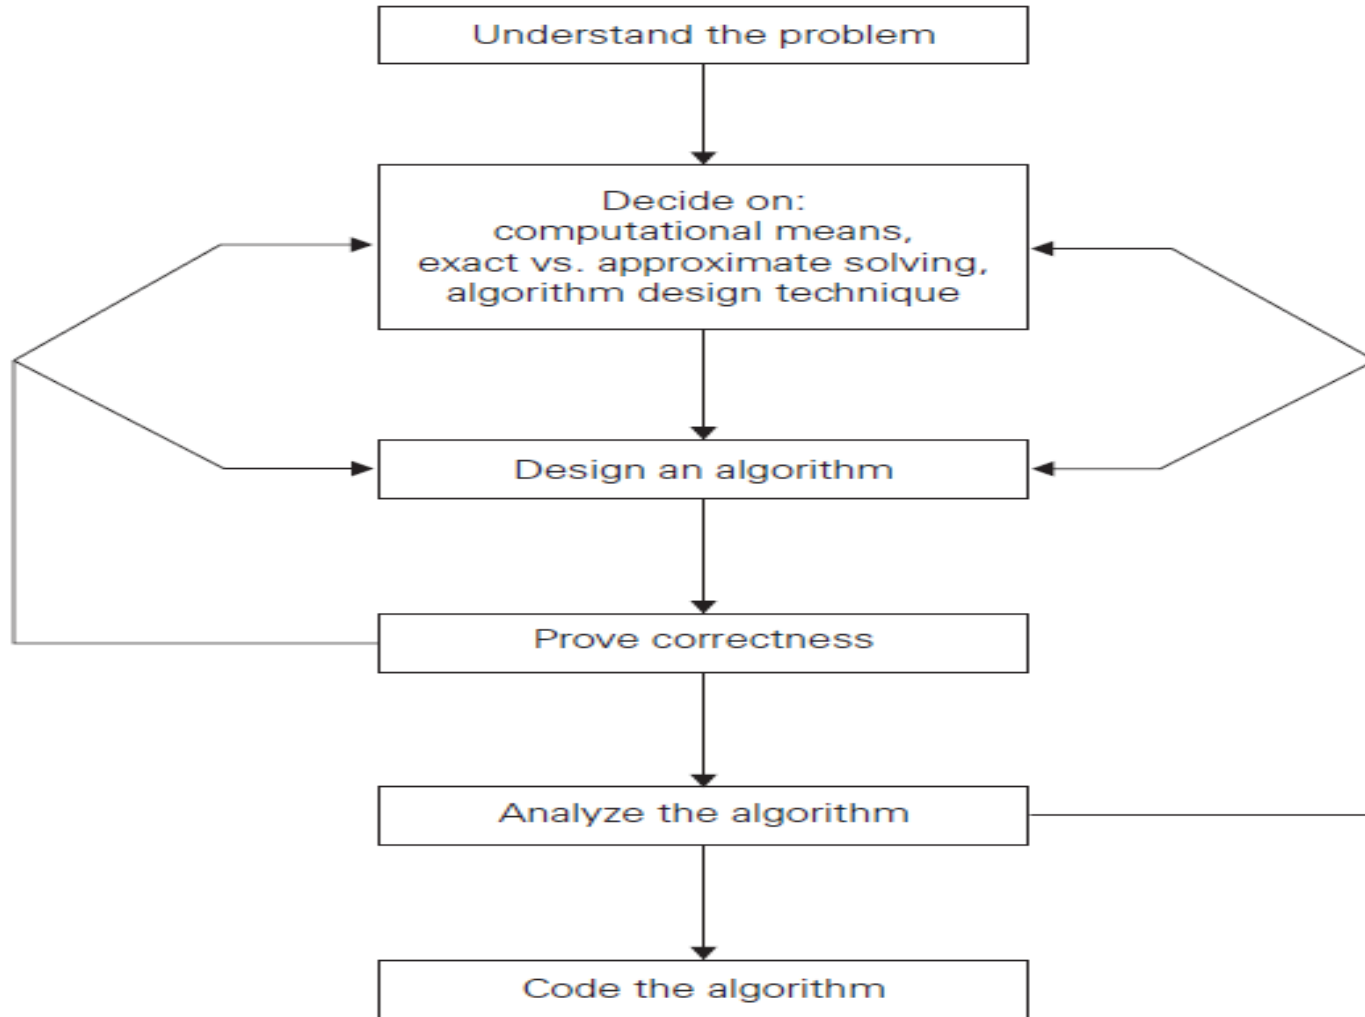 Understand the problem
Decide on:
computational means,
exact vs. approximate solving,
algorithm design technique
Design an algorithm
Prove correctness
Analyze the algorithm
Code the algorithm